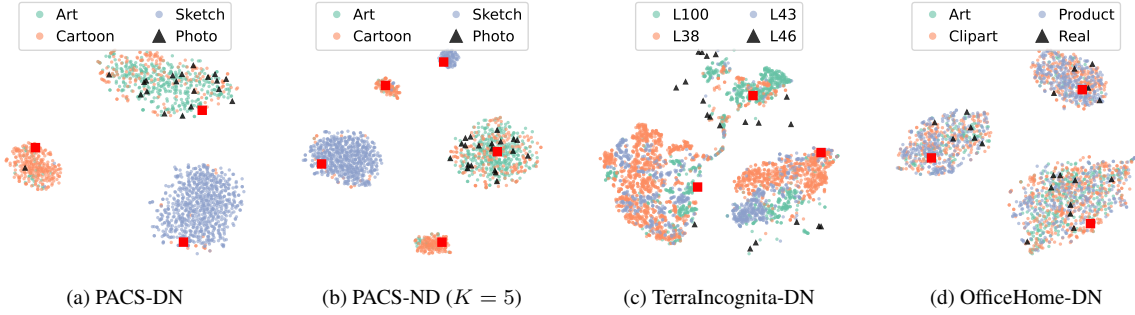 Art Sketch
Cartoon Photo
Art Sketch
Cartoon Photo
L100 L43
L38 L46
Art Product
Clipart Real
(a) PACS-DN
(b) PACS-ND (K = 5)
(c) TerraIncognita-DN
(d) OfficeHome-DN